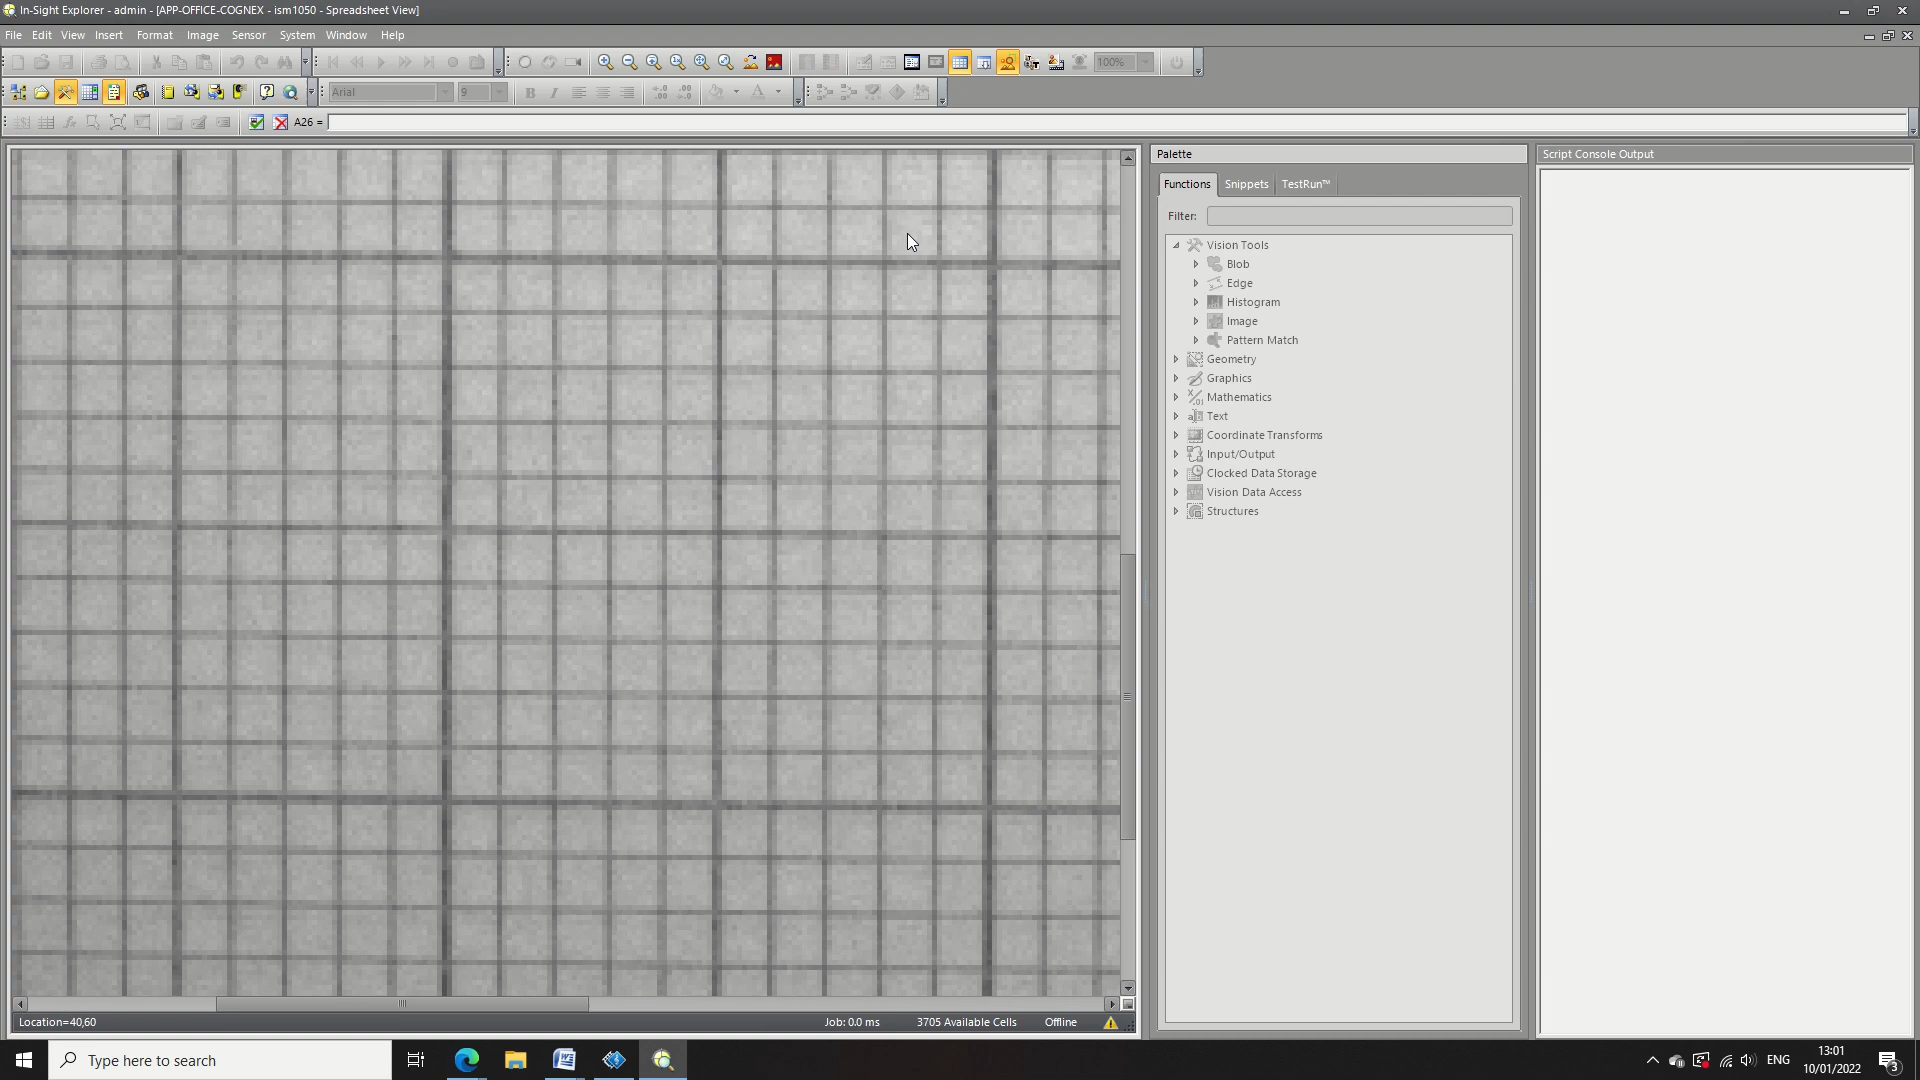 In-Sight Explorer - admin - [APP-OFFICE-COGNEX - ism1050 - Spreadsheet View]
File Edit View Insert Format Image Sensor System Window Help
100%
Arial 9 B I A
A26 =
Palette
Functions Snippets TestRun™
Filter:
Vision Tools
Blob
Edge
Histogram
Image
Pattern Match
Geometry
Graphics
Mathematics
Text
Coordinate Transforms
Input/Output
Clocked Data Storage
Vision Data Access
Structures
Script Console Output
Location=40,60 Job: 0.0 ms 3705 Available Cells Offline
Type here to search
ENG
13:01
10/01/2022
3